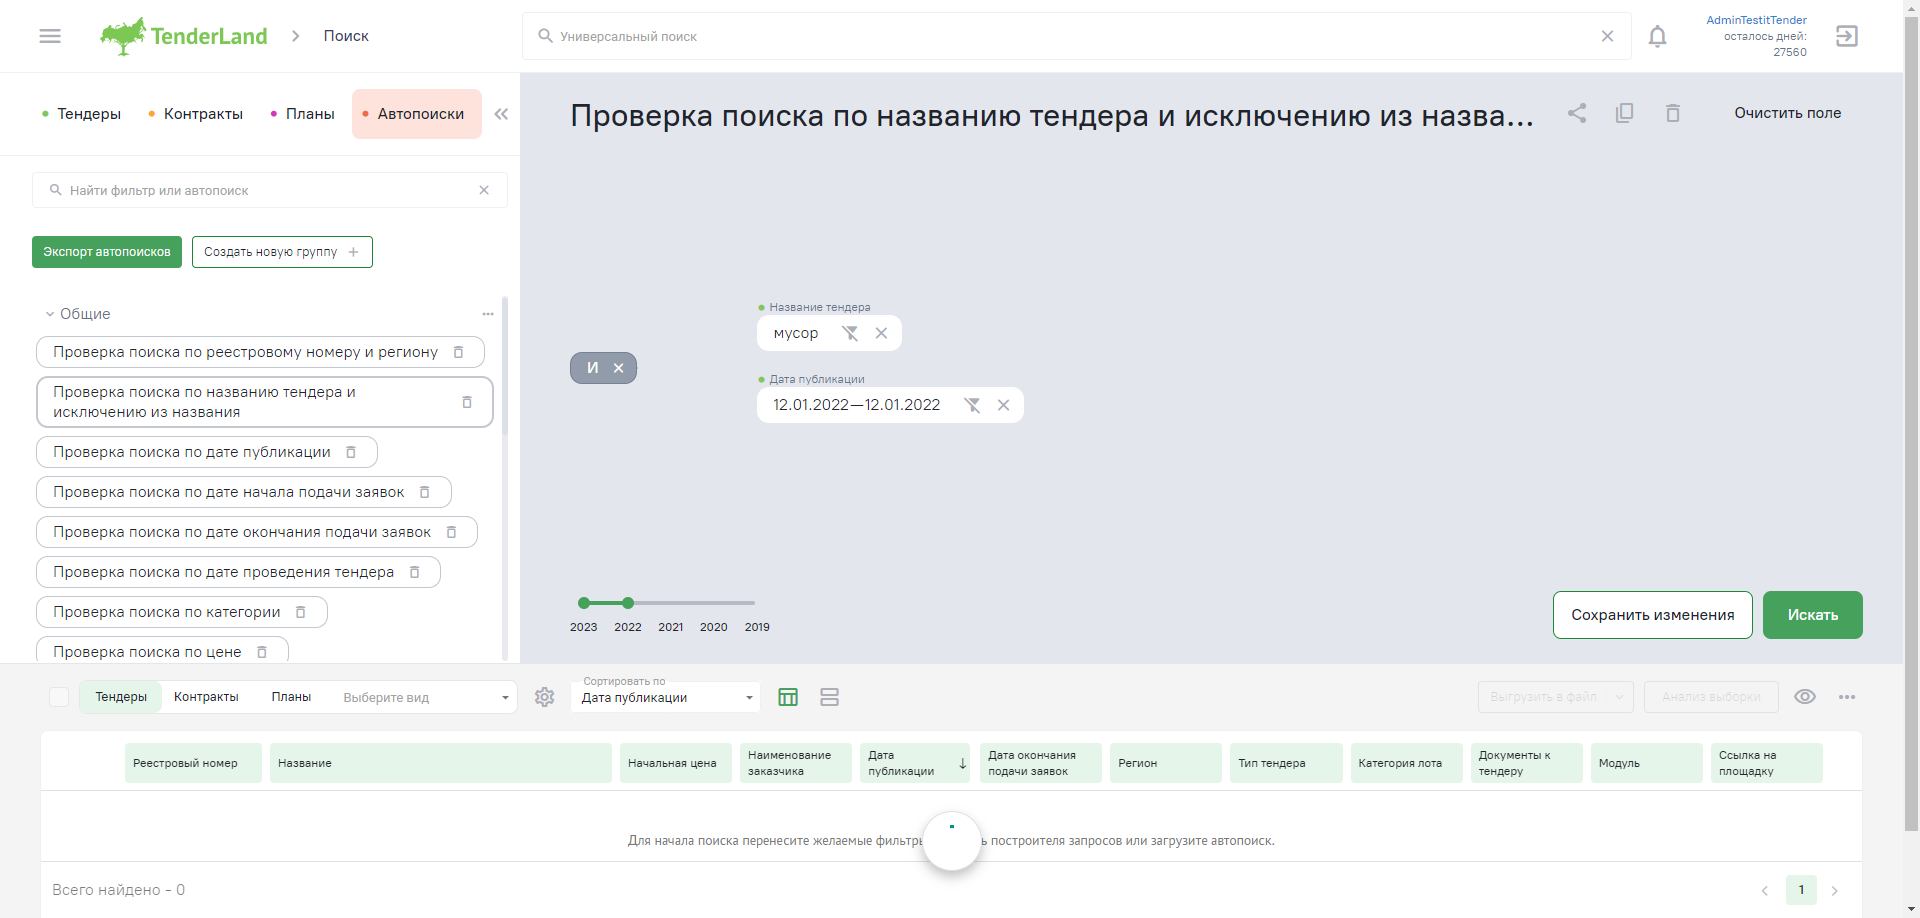 TenderLand
Поиск
Универсальный поиск
AdminTestitTender
осталось дней:
27560
Тендеры
Контракты
Планы
Автопоиски
Проверка поиска по названию тендера и исключению из назва...
Очистить поле
Найти фильтр или автопоиск
Экспорт автопоисков
Создать новую группу
Общие
Проверка поиска по реестровому номеру и региону
Проверка поиска по названию тендера и
исключению из названия
Проверка поиска по дате публикации
Проверка поиска по дате начала подачи заявок
Проверка поиска по дате окончания подачи заявок
Проверка поиска по дате проведения тендера
Проверка поиска по категории
Проверка поиска по цене
Название тендера
мусор
И
Дата публикации
12.01.2022—12.01.2022
2023 2022 2021 2020 2019
Сохранить изменения
Искать
Тендеры
Контракты
Планы
Выберите вид
Сортировать по
Дата публикации
Выгрузить в файл
Анализ выборки
Реестровый номер
Название
Начальная цена
Наименование
заказчика
Дата
публикации
Дата окончания
подачи заявок
Регион
Тип тендера
Категория лота
Документы к
тендеру
Модуль
Ссылка на
площадку
Для начала поиска перенесите желаемые построителя запросов или загрузите автопоиск.
Всего найдено - 0
1